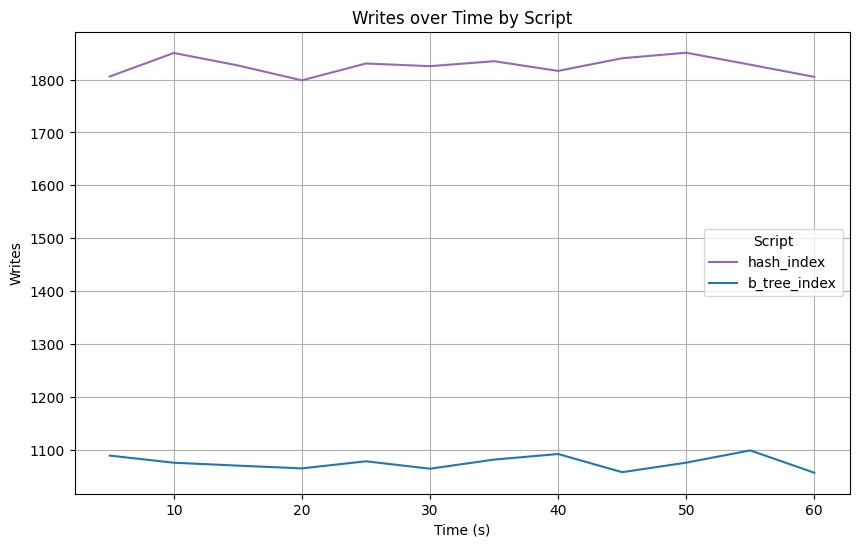 Writes over Time by Script
Writes
1800
1700
1600
1500
1400
1300
1200
1100
Script
hash_index
b_tree_index
10 20 30 40 50 60
Time (s)